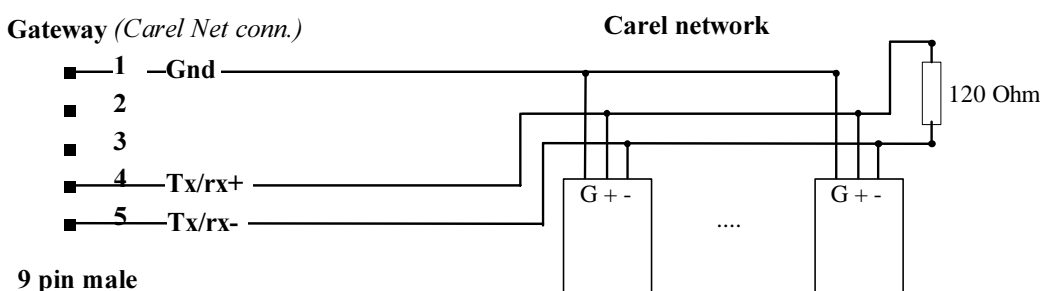 Gateway (Carel Net conn.)
Carel network
1 Gnd
2
3
4 Tx/rx+
5 Tx/rx-
120 Ohm
G + -
....
G + -
9 pin male